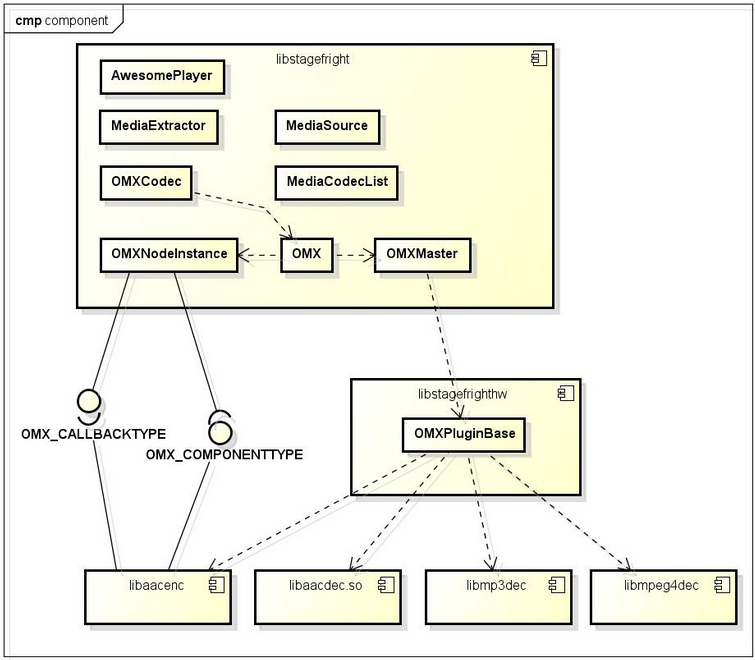 cmp component
libstagefright
AwesomePlayer
MediaExtractor
MediaSource
OMXCodec
MediaCodecList
OMXNodeInstance
OMX
OMXMaster
libstagefrighthw
OMXPluginBase
OMX_CALLBACKTYPE
OMX_COMPONENTTYPE
libaacenc
libaacdec.so
libmp3dec
libmpeg4dec